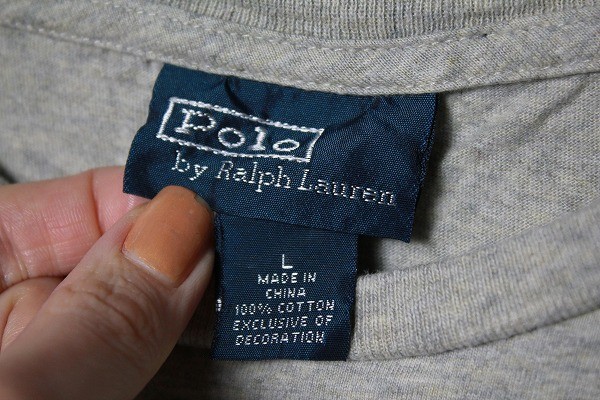 Polo
by Ralph Lauren
L
MADE IN
CHINA
100% COTTON
EXCLUSIVE OF
DECORATION